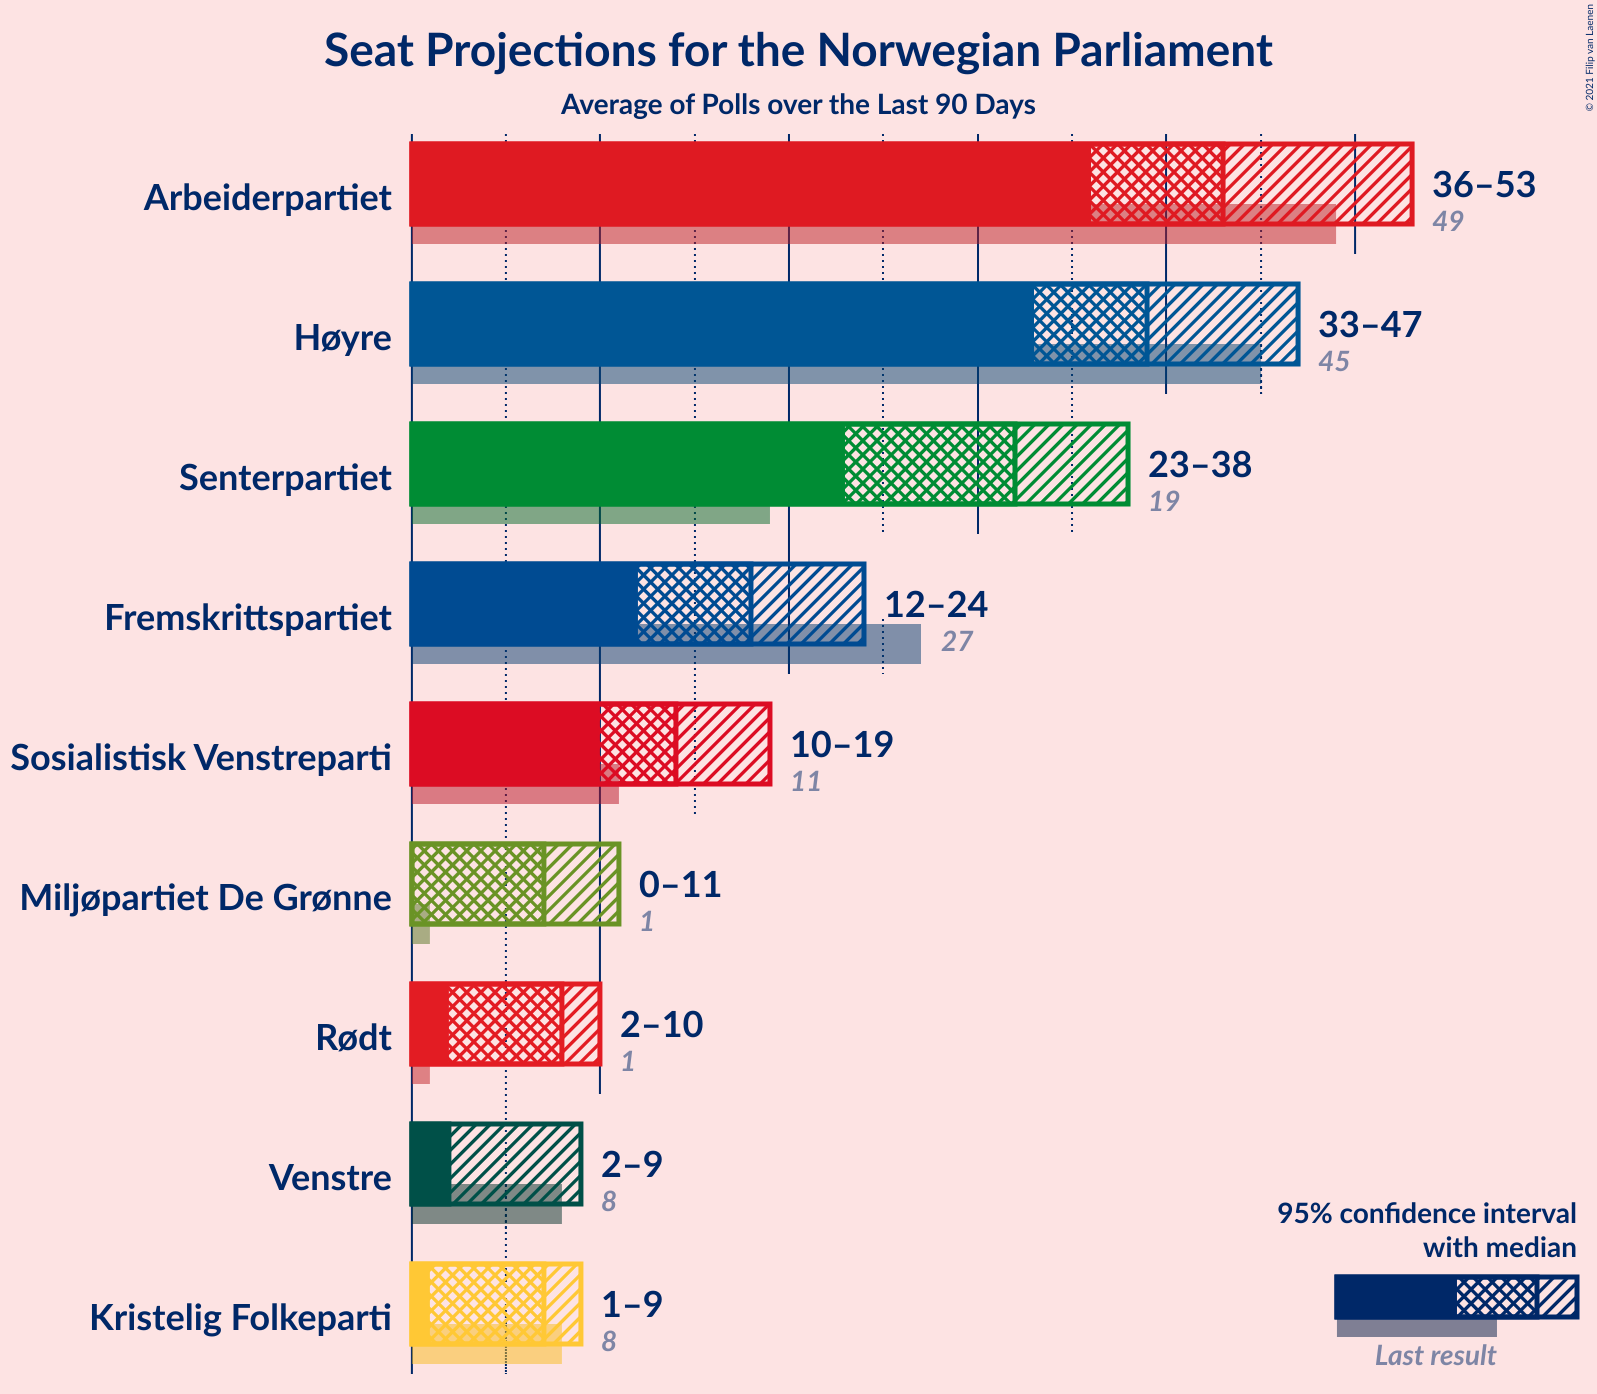 Seat Projections for the Norwegian Parliament
Average of Polls over the Last 90 Days
© 2021 Filip van Laenen
Arbeiderpartiet
36–53
49
Høyre
33–47
45
Senterpartiet
23–38
19
Fremskrittspartiet
12–24
27
Sosialistisk Venstreparti
10–19
11
Miljøpartiet De Grønne
0–11
1
Rødt
2–10
1
Venstre
2–9
8
Kristelig Folkeparti
1–9
8
95% confidence interval
with median
Last result